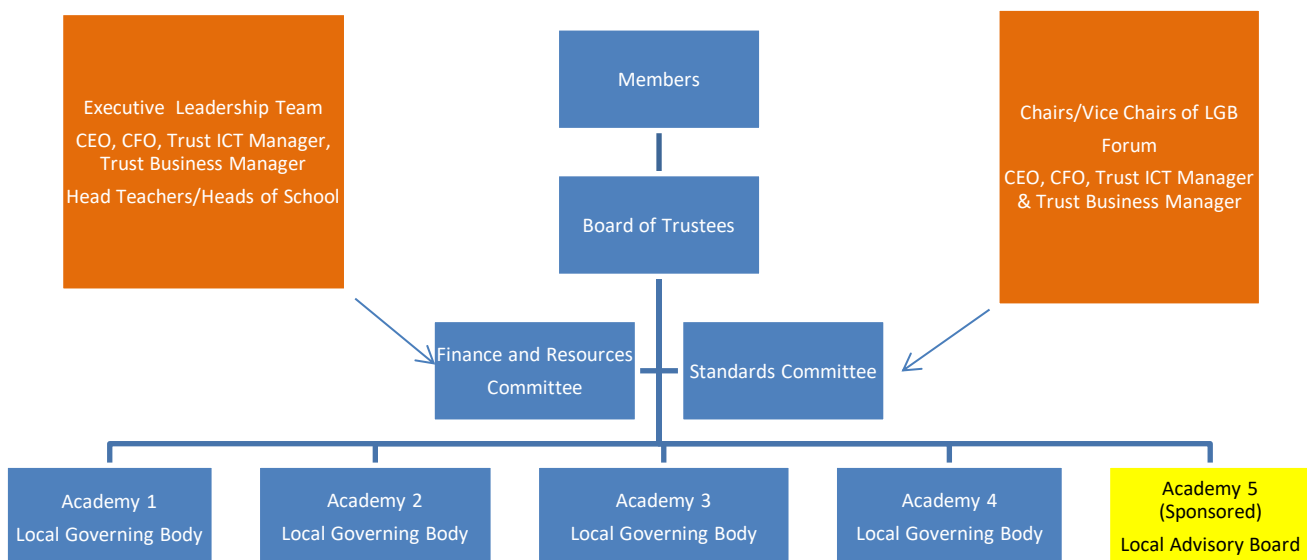 Executive Leadership Team
CEO, CFO, Trust ICT Manager,
Trust Business Manager
Head Teachers/Heads of School
Members
Chairs/Vice Chairs of LGB
Forum
CEO, CFO, Trust ICT Manager
& Trust Business Manager
Board of Trustees
Finance and Resources
Committee
Standards Committee
Academy 1
Local Governing Body
Academy 2
Local Governing Body
Academy 3
Local Governing Body
Academy 4
Local Governing Body
Academy 5
(Sponsored)
Local Advisory Board